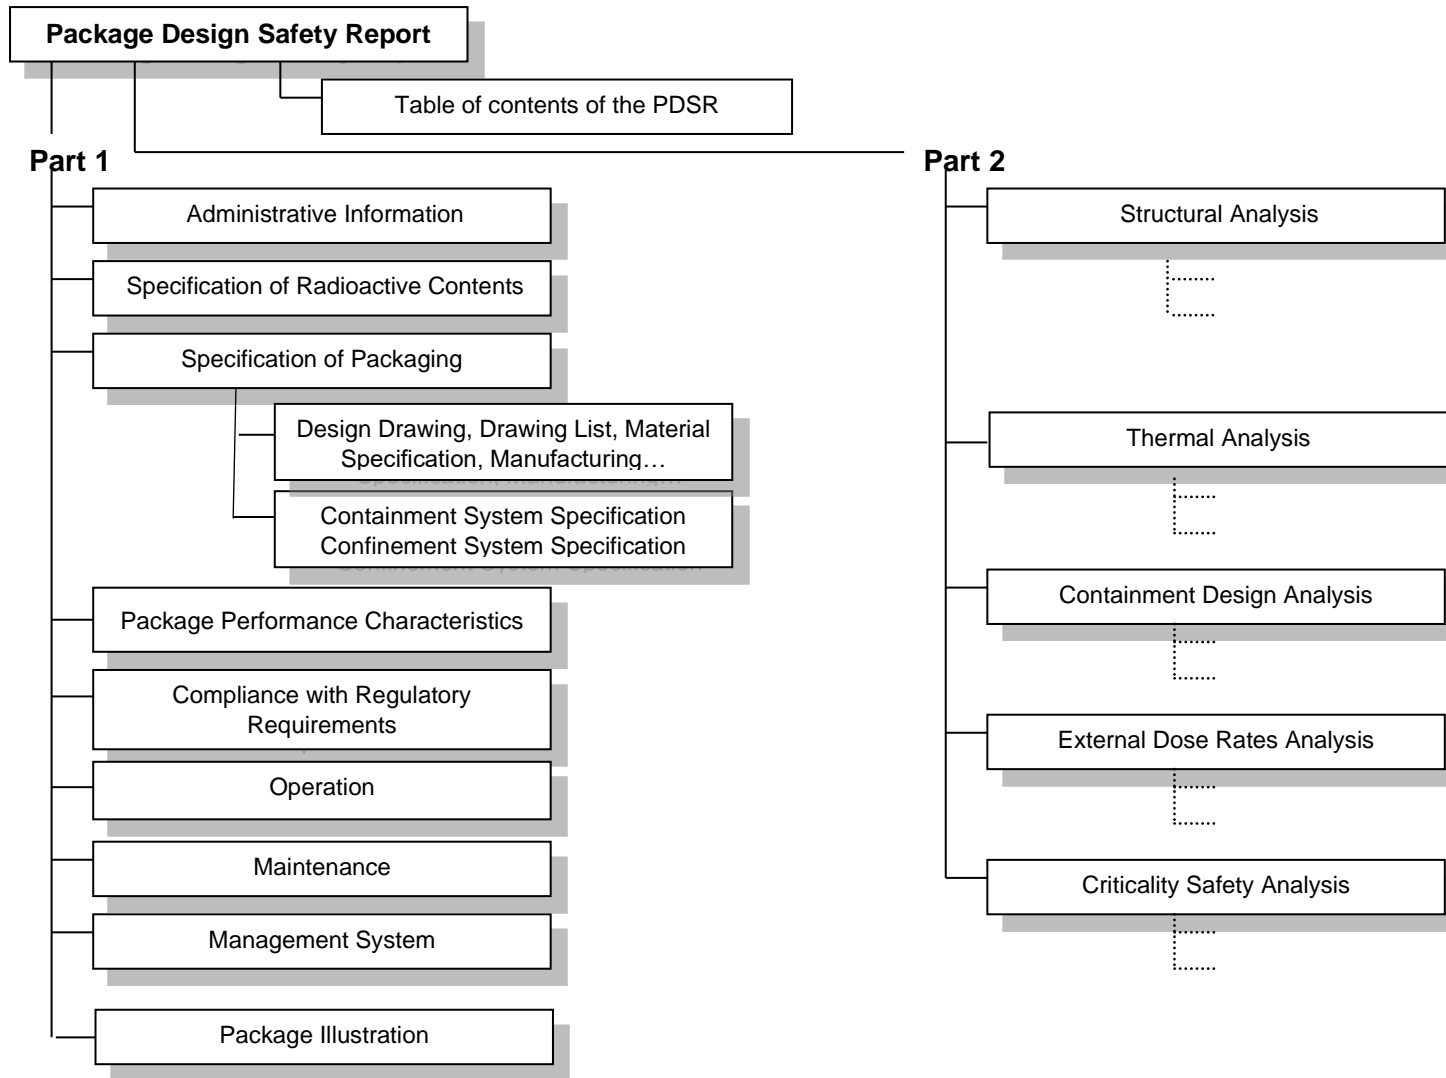 Package Design Safety Report
Table of contents of the PDSR
Part 1
Administrative Information
Specification of Radioactive Contents
Specification of Packaging
Design Drawing, Drawing List, Material
Specification, Manufacturing…
Containment System Specification
Confinement System Specification
Package Performance Characteristics
Compliance with Regulatory
Requirements
Operation
Maintenance
Management System
Package Illustration
Part 2
Structural Analysis
Thermal Analysis
Containment Design Analysis
External Dose Rates Analysis
Criticality Safety Analysis